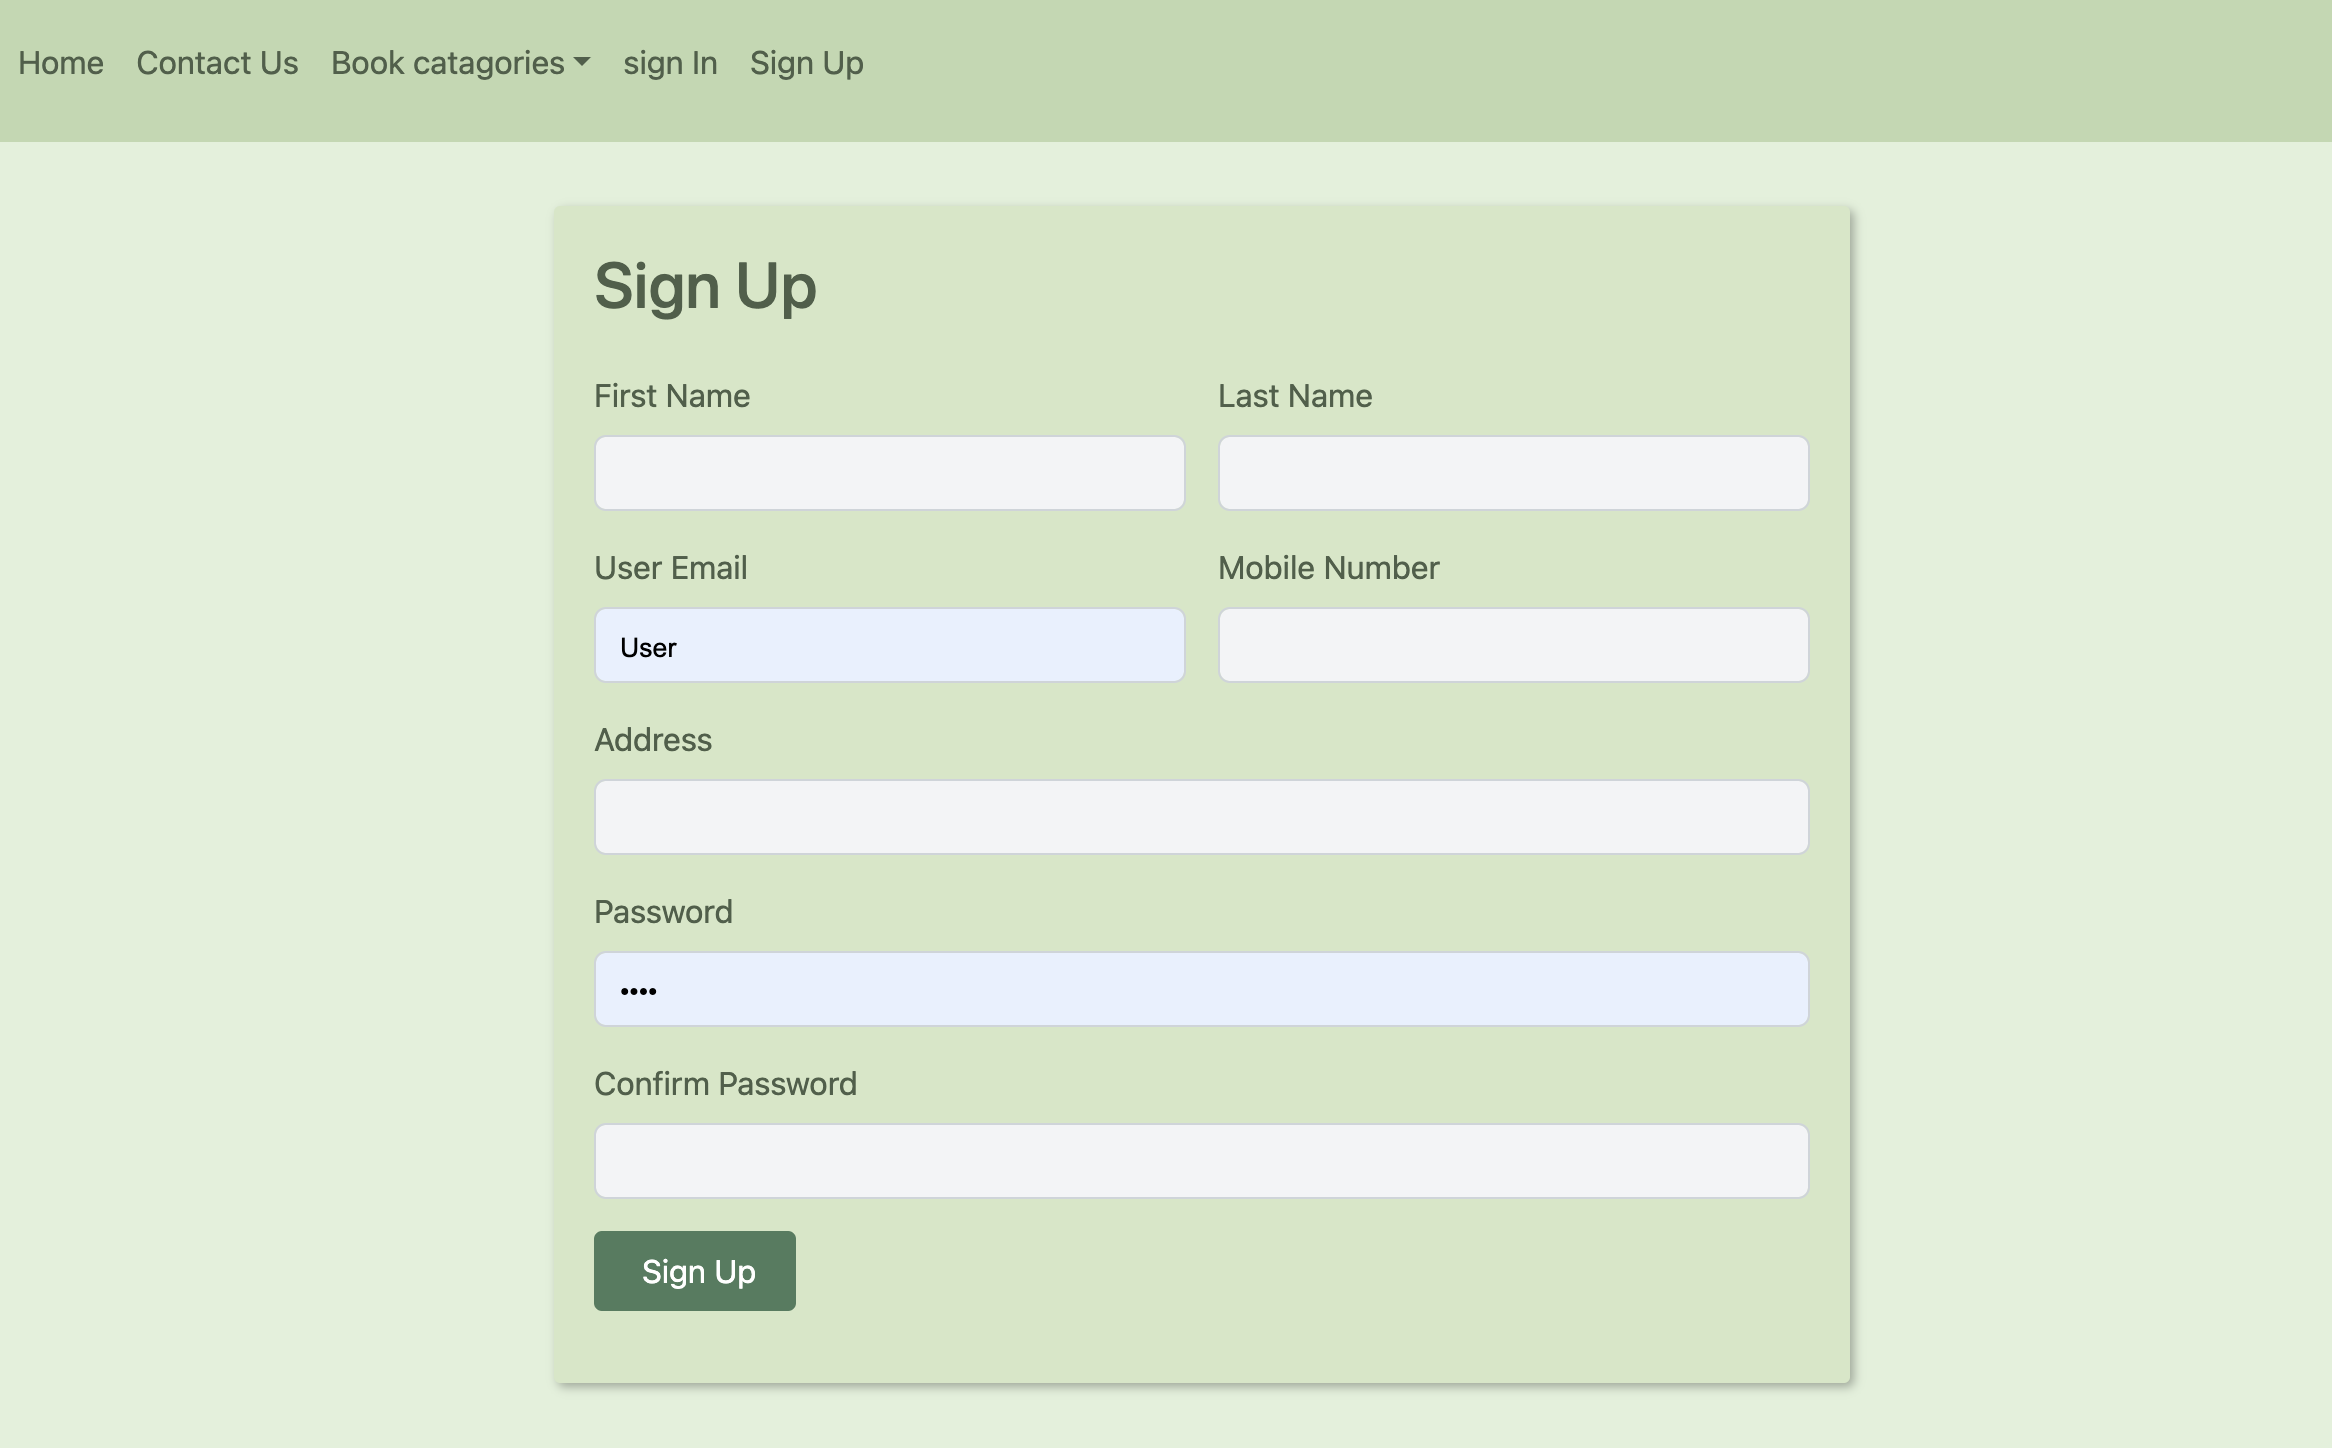 Home Contact Us Book catagories sign In Sign Up
Sign Up
First Name Last Name
User Email Mobile Number
User
Address
Password
••••
Confirm Password
Sign Up